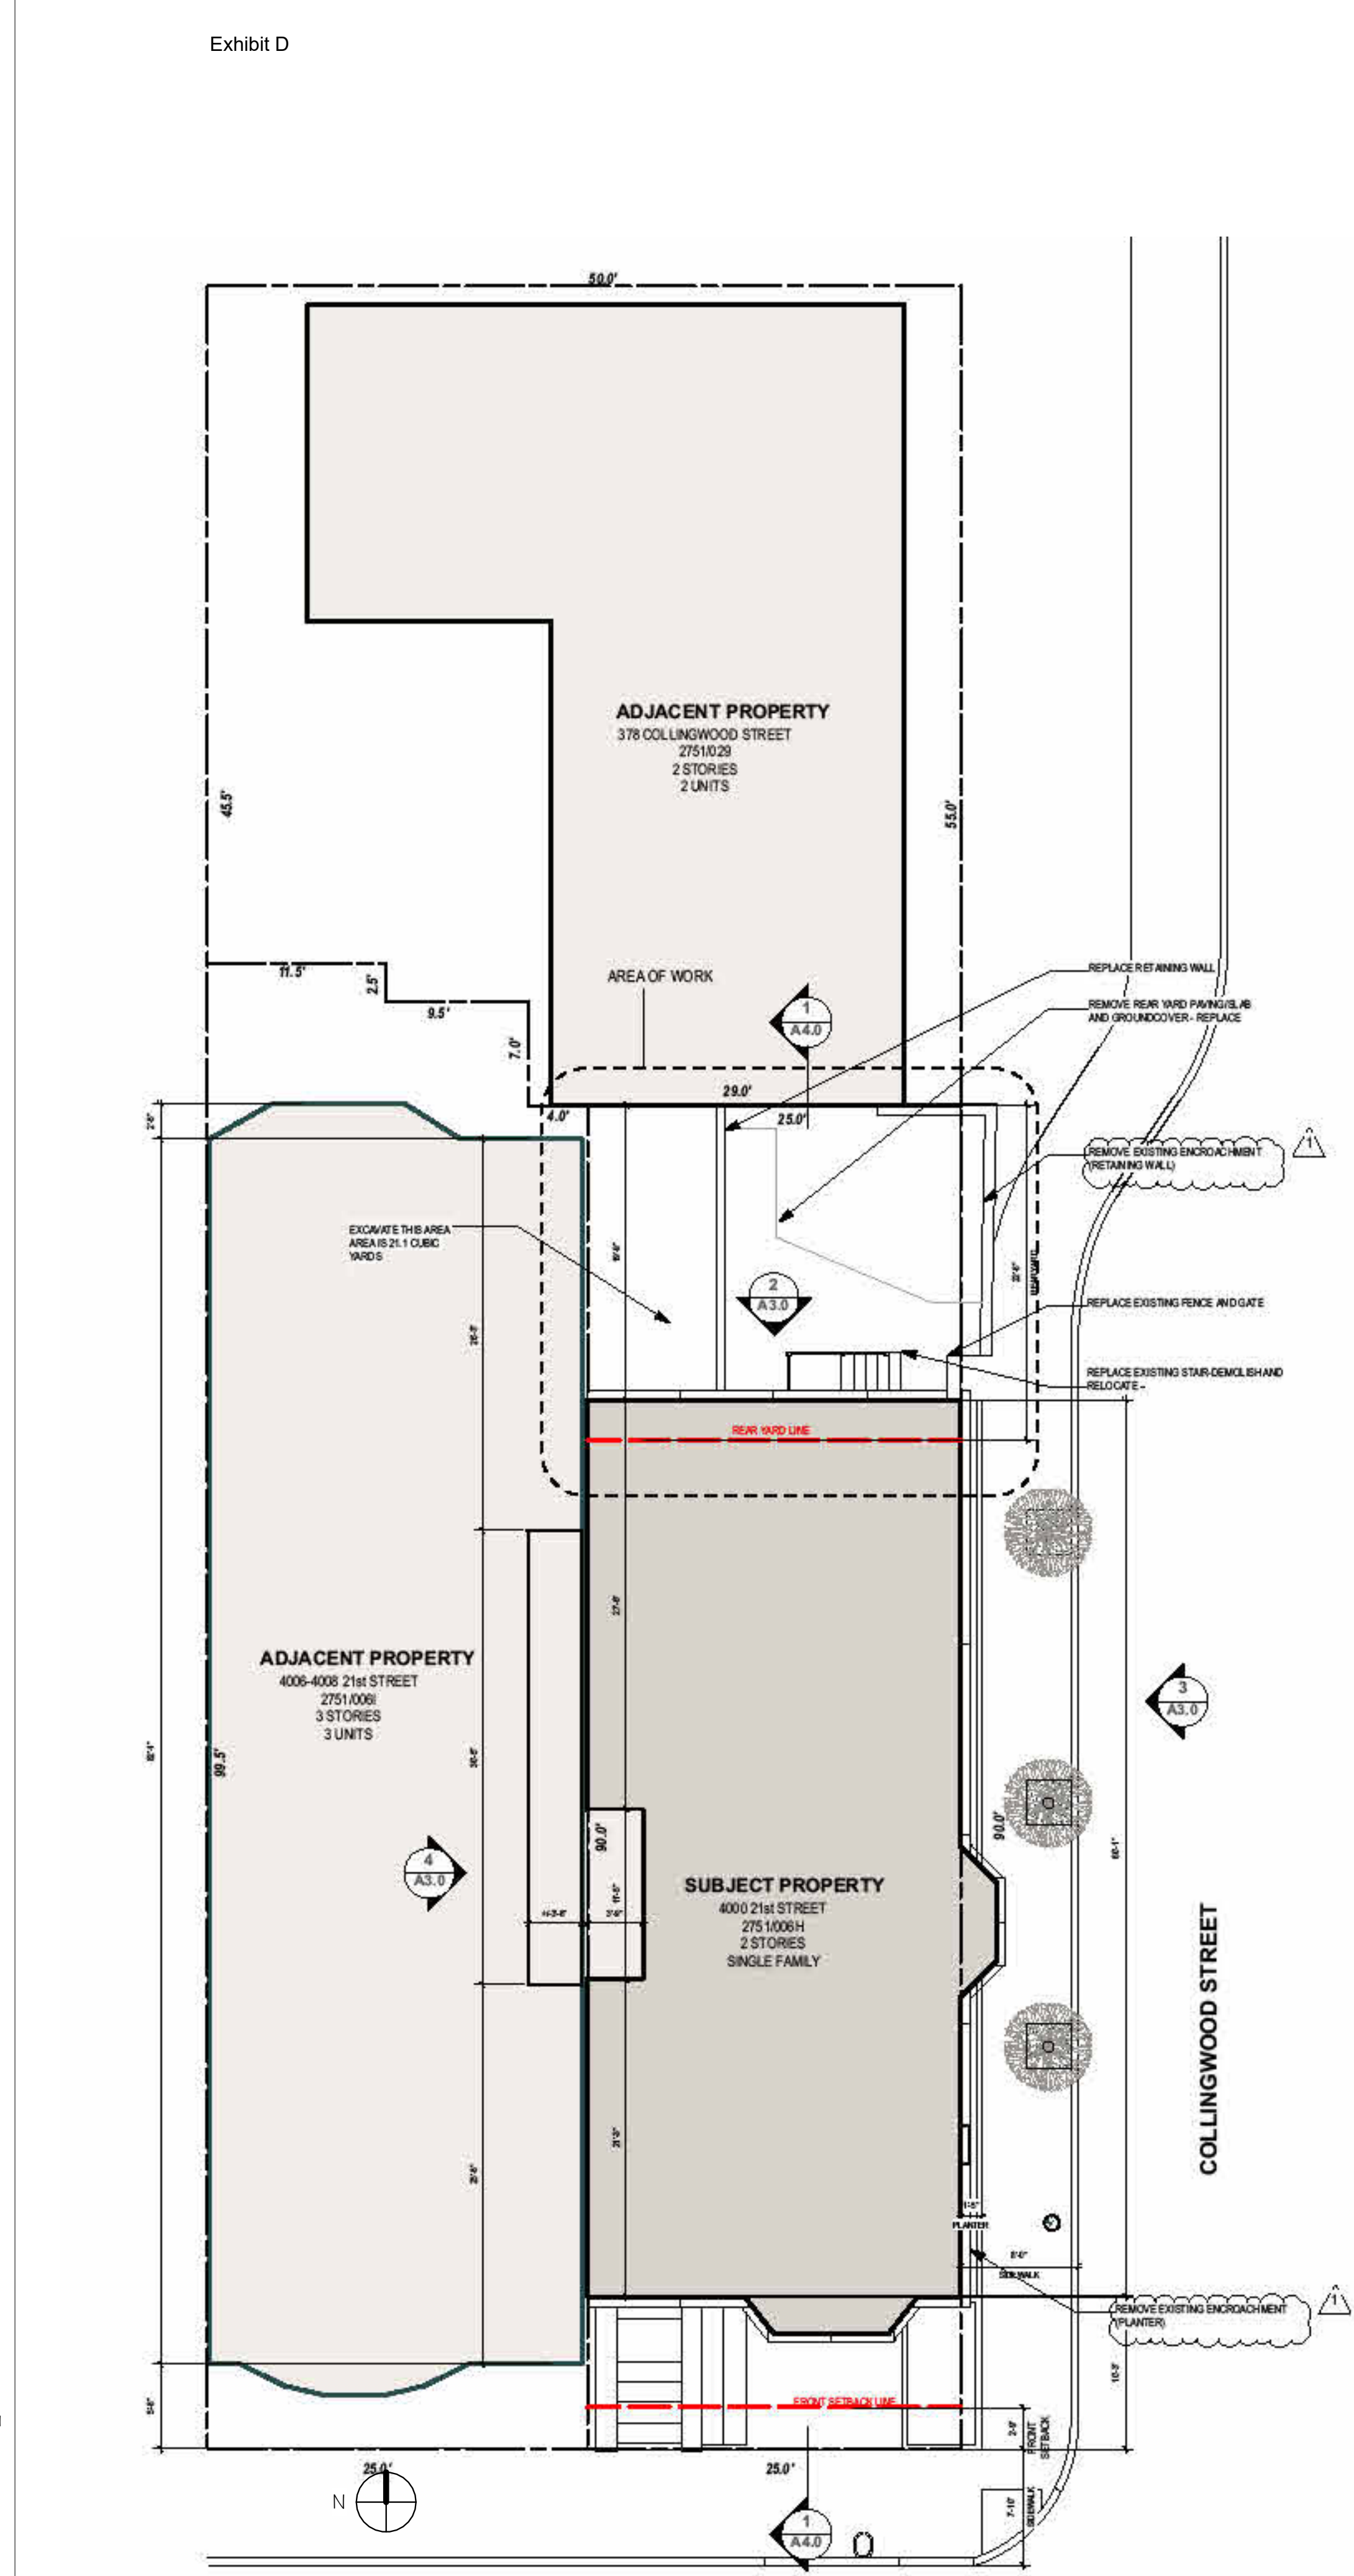 Exhibit D
50.0'
ADJACENT PROPERTY
378 COLLINGWOOD STREET
2751/029
2 STORIES
2 UNITS
45.5'
55.0'
11.5'
2.5'
9.5'
7.0'
AREA OF WORK
1
A4.0
REPLACE RETAINING WALL
REMOVE REAR YARD PAVING/SLAB
AND GROUNDCOVER - REPLACE
29.0'
4.0'
25.0'
REMOVE EXISTING ENCROACHMENT
(RETAINING WALL)
1
EXCAVATE THIS AREA
AREA IS 21.1 CUBIC
YARDS
2
A3.0
REAR YARD
REPLACE EXISTING FENCE AND GATE
REPLACE EXISTING STAIR-DEMOLISH AND
RELOCATE -
REAR YARD LINE
ADJACENT PROPERTY
4006-4008 21st STREET
2751/006I
3 STORIES
3 UNITS
99.5'
3
A3.0
4
A3.0
90.0'
90.0'
SUBJECT PROPERTY
4000 21st STREET
2751/006H
2 STORIES
SINGLE FAMILY
COLLINGWOOD STREET
PLANTER
SIDEWALK
REMOVE EXISTING ENCROACHMENT
(PLANTER)
1
FRONT SETBACK LINE
FRONT
SETBACK
25.0'
25.0'
N
SIDEWALK
7'-10"
1
A4.0